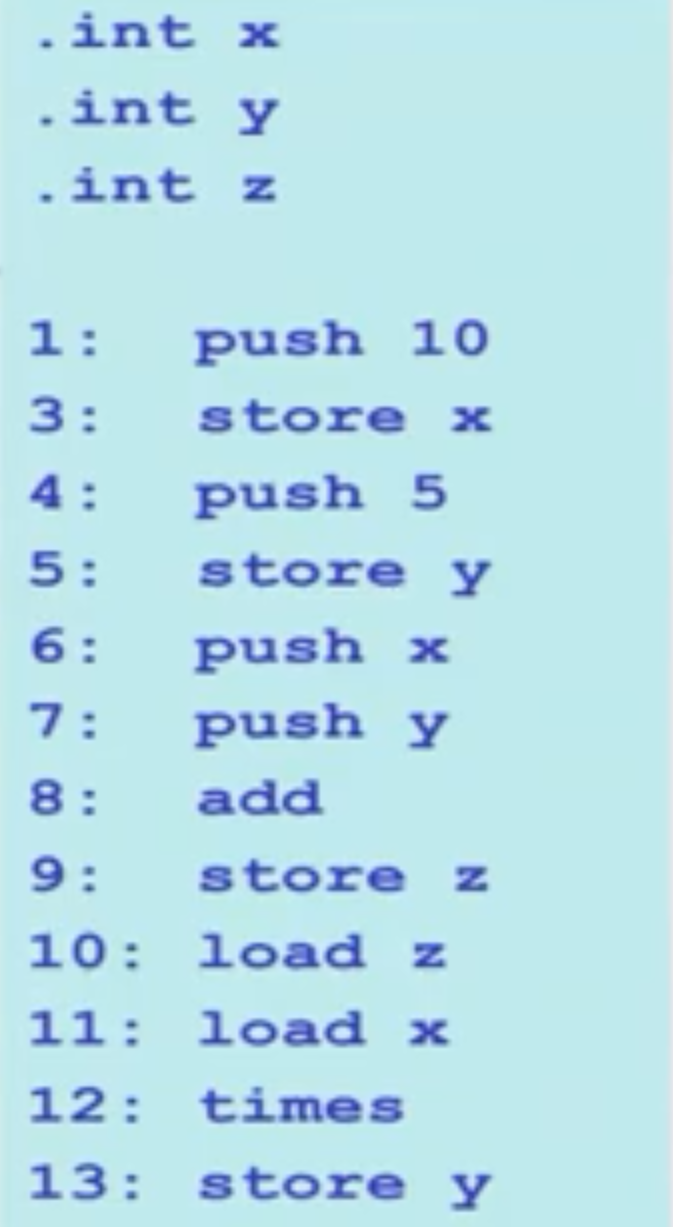 .int x
.int y
.int z
1: push 10
3: store x
4: push 5
5: store y
6: push x
7: push y
8: add
9: store z
10: load z
11: load x
12: times
13: store y